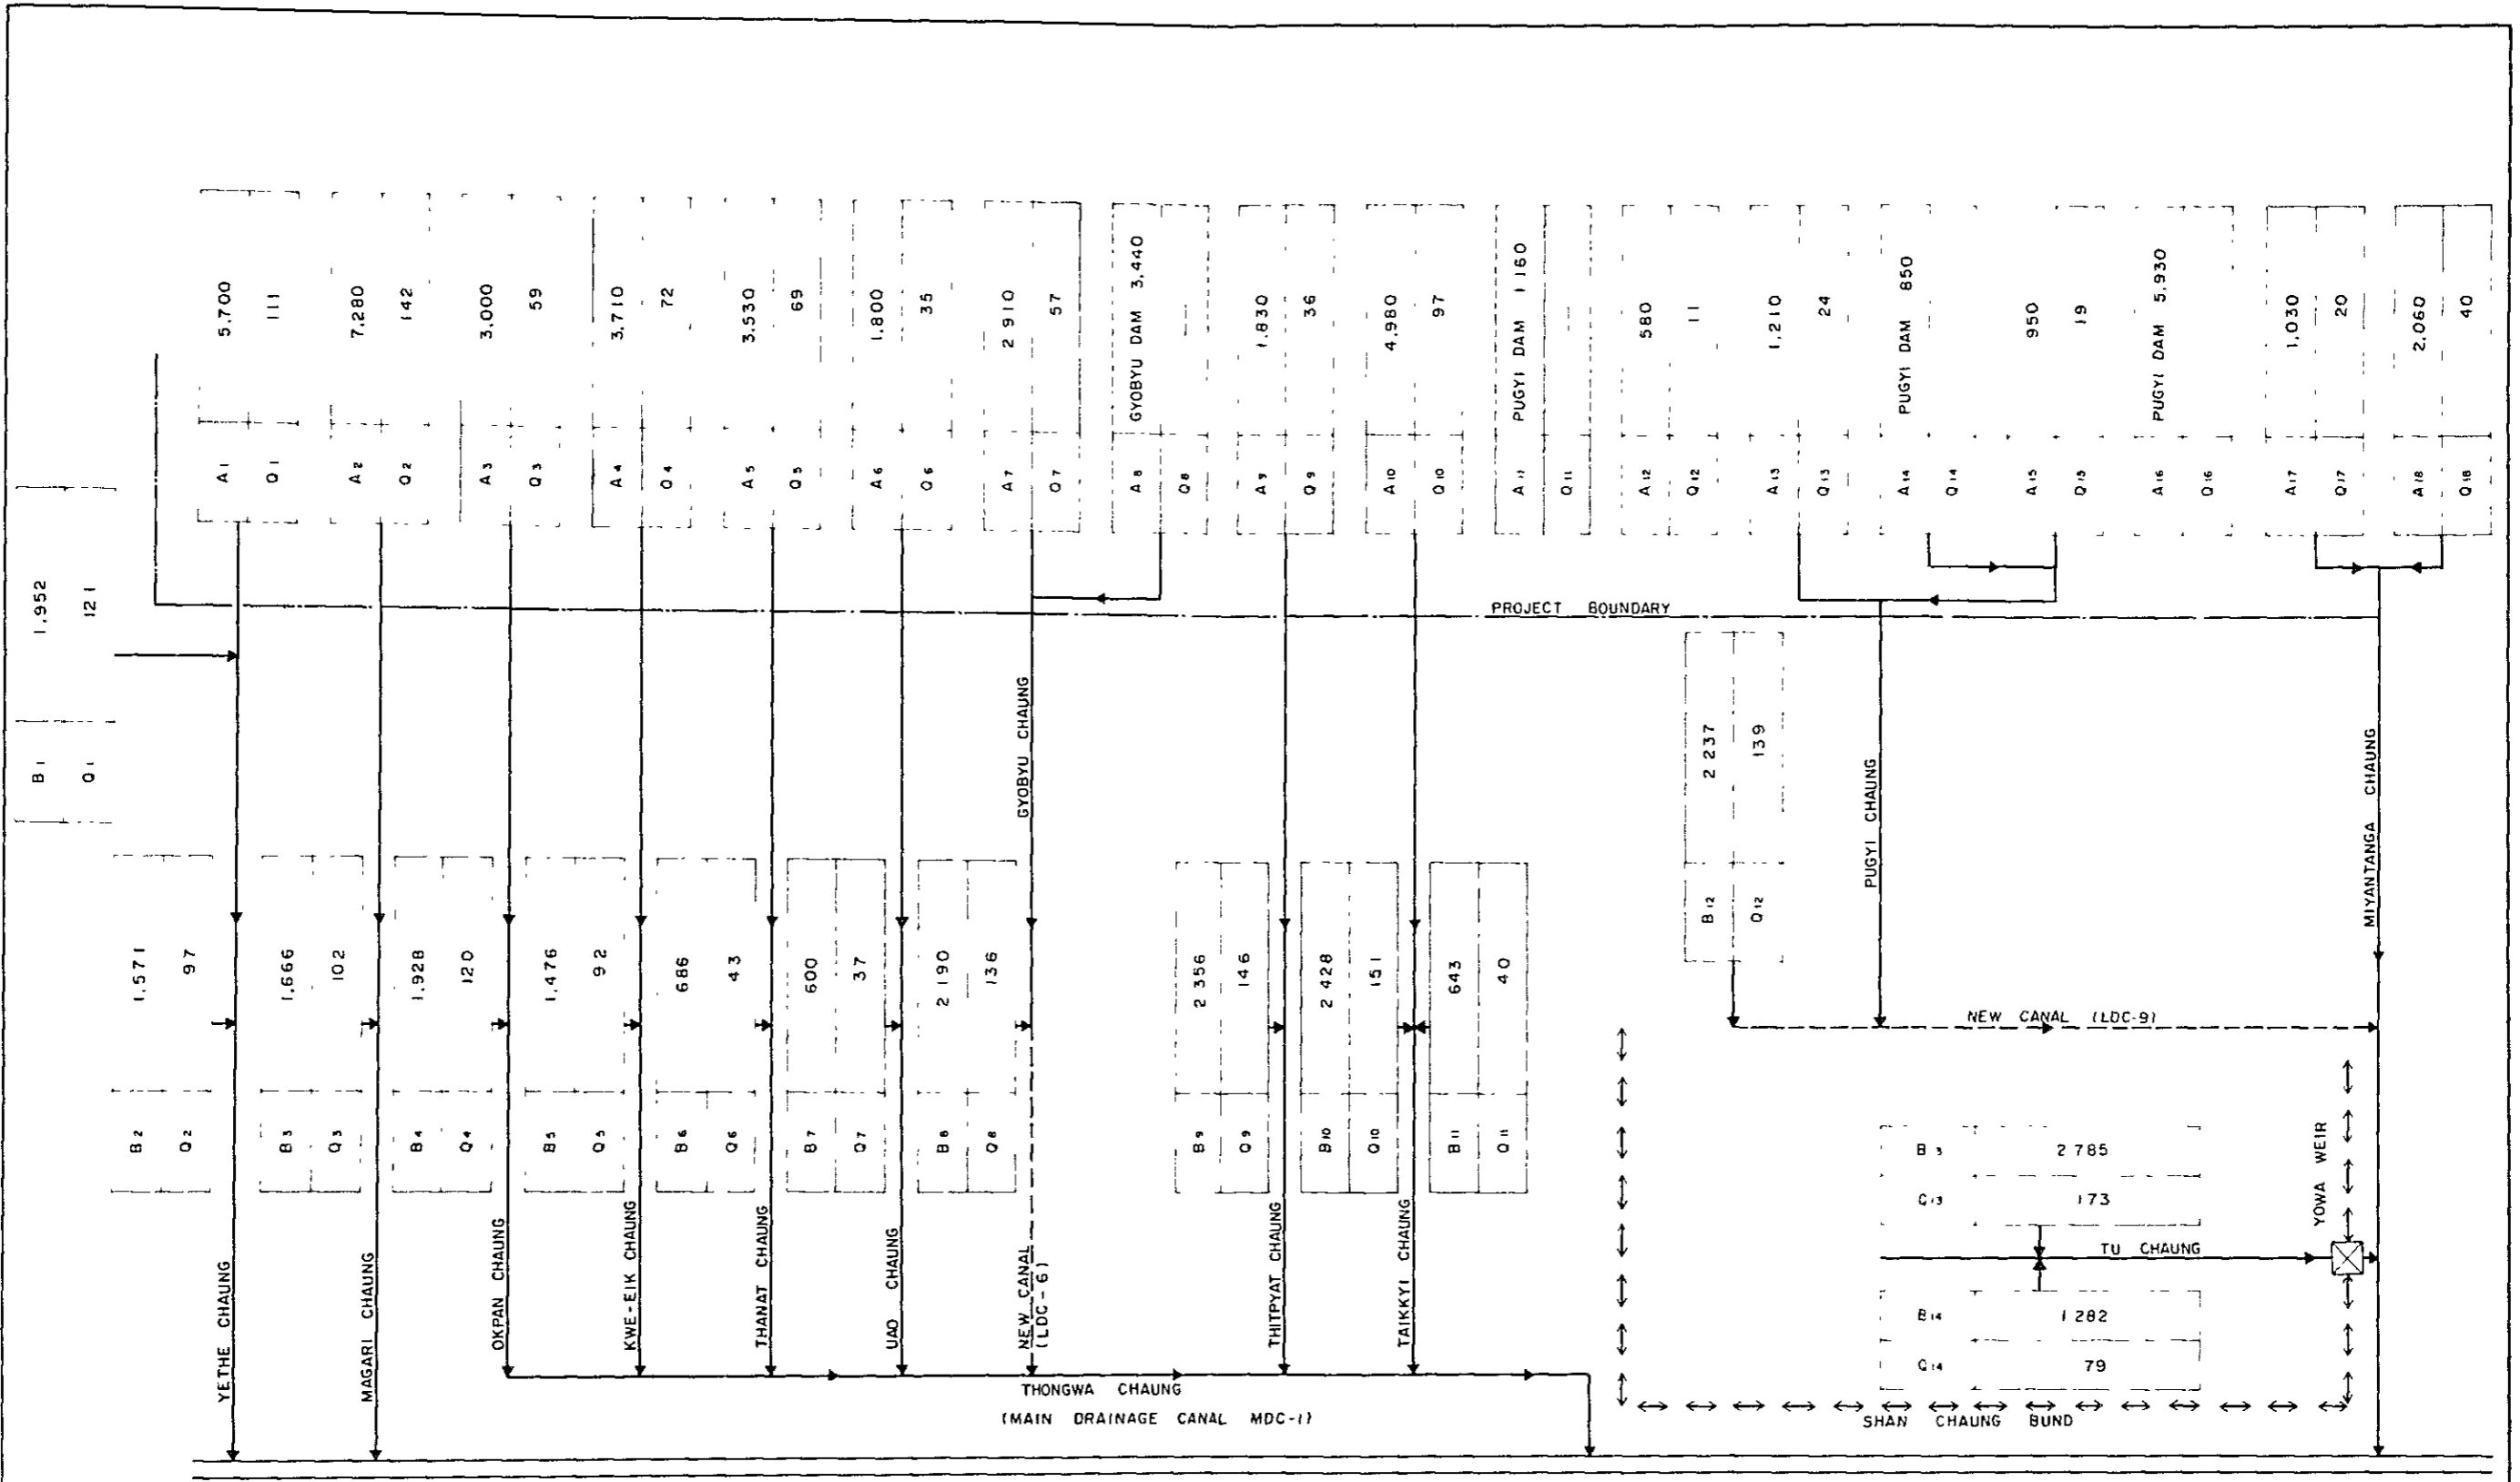 A1 5.700
Q1 111
A2 7.280
Q2 142
A3 3.000
Q3 59
A4 3.710
Q4 72
A5 3.530
Q5 69
A6 1.800
Q6 35
A7 2 910
Q7 57
A8 GYOBYU DAM 3.440
Q8 —
A9 1.830
Q9 36
A10 4.980
Q10 97
A11 PUGYI DAM 1 160
Q11 —
A12 580
Q12 11
A13 1,210
Q13 24
A14 PUGYI DAM 850
Q14
A15 950
Q15 19
A16 PUGYI DAM 5.930
Q16
A17 1,030
Q17 20
A18 2,060
Q18 40
B1 1,952
Q1 121
PROJECT BOUNDARY
B2 1,571
Q2 97
B3 1,666
Q3 102
B4 1,928
Q4 120
B5 1,476
Q5 92
B6 686
Q6 43
B7 600
Q7 37
B8 2 190
Q8 136
B9 2 356
Q9 146
B10 2 428
Q10 151
B11 643
Q11 40
B12 2 237
Q12 139
GYOBYU CHAUNG
PUGYI CHAUNG
MIYANTANGA CHAUNG
NEW CANAL (LDC-9)
YETHE CHAUNG
MAGARI CHAUNG
OKPAN CHAUNG
KWE-EIK CHAUNG
THANAT CHAUNG
UAO CHAUNG
NEW CANAL
(LDC-6)
THITPYAT CHAUNG
TAIKKYI CHAUNG
B 3 2 785
Q13 173
TU CHAUNG
YOWA WEIR
B14 1 282
Q14 79
THONGWA CHAUNG
(MAIN DRAINAGE CANAL MDC-1)
SHAN CHAUNG BUND